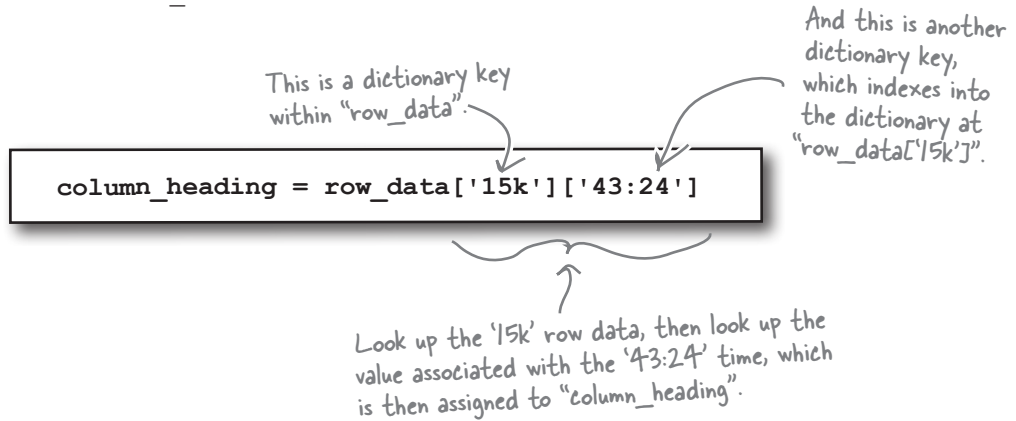 This is a dictionary key
within "row_data".
And this is another
dictionary key,
which indexes into
the dictionary at
"row_data['15k']".
column_heading = row_data['15k']['43:24']
Look up the '15k' row data, then look up the
value associated with the '43:24' time, which
is then assigned to "column_heading".